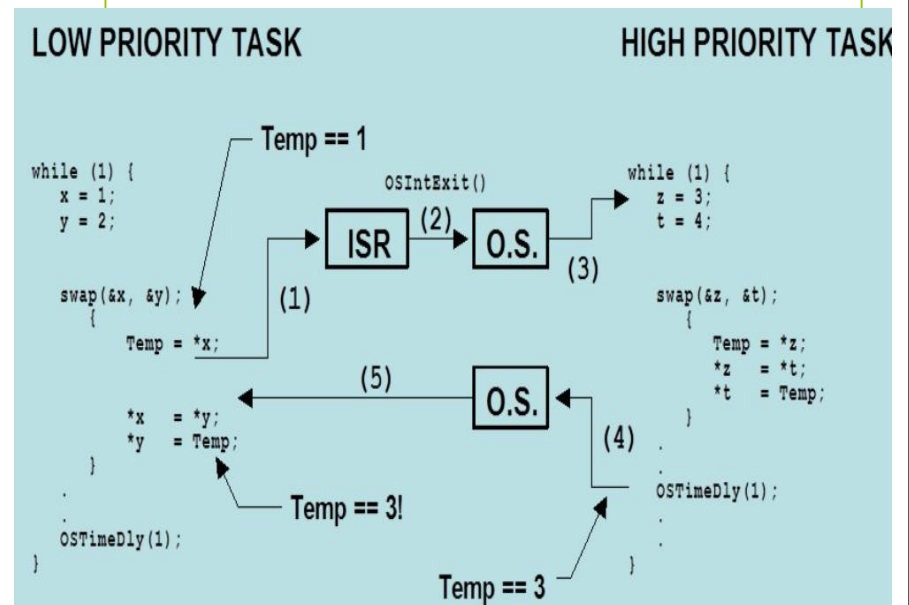 LOW PRIORITY TASK
HIGH PRIORITY TASK
Temp == 1
while (1) {
x = 1;
y = 2;
swap(&x, &y);
{
Temp = *x;
*x = *y;
*y = Temp;
}
.
.
OSTimeDly(1);
}
(1)
ISR
OSIntExit()
(2)
O.S.
(3)
while (1) {
z = 3;
t = 4;
swap(&z, &t);
{
Temp = *z;
*z = *t;
*t = Temp;
}
.
.
OSTimeDly(1);
.
.
}
(4)
O.S.
(5)
Temp == 3!
Temp == 3